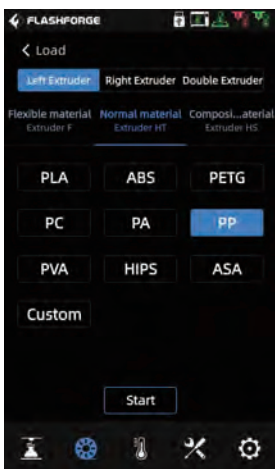 FLASHFORGE
Load
Left Extruder Right Extruder Double Extruder
Flexible material Normal material Composi...aterial
Extruder F Extruder HT Extruder HS
PLA ABS PETG
PC PA PP
PVA HIPS ASA
Custom
Start